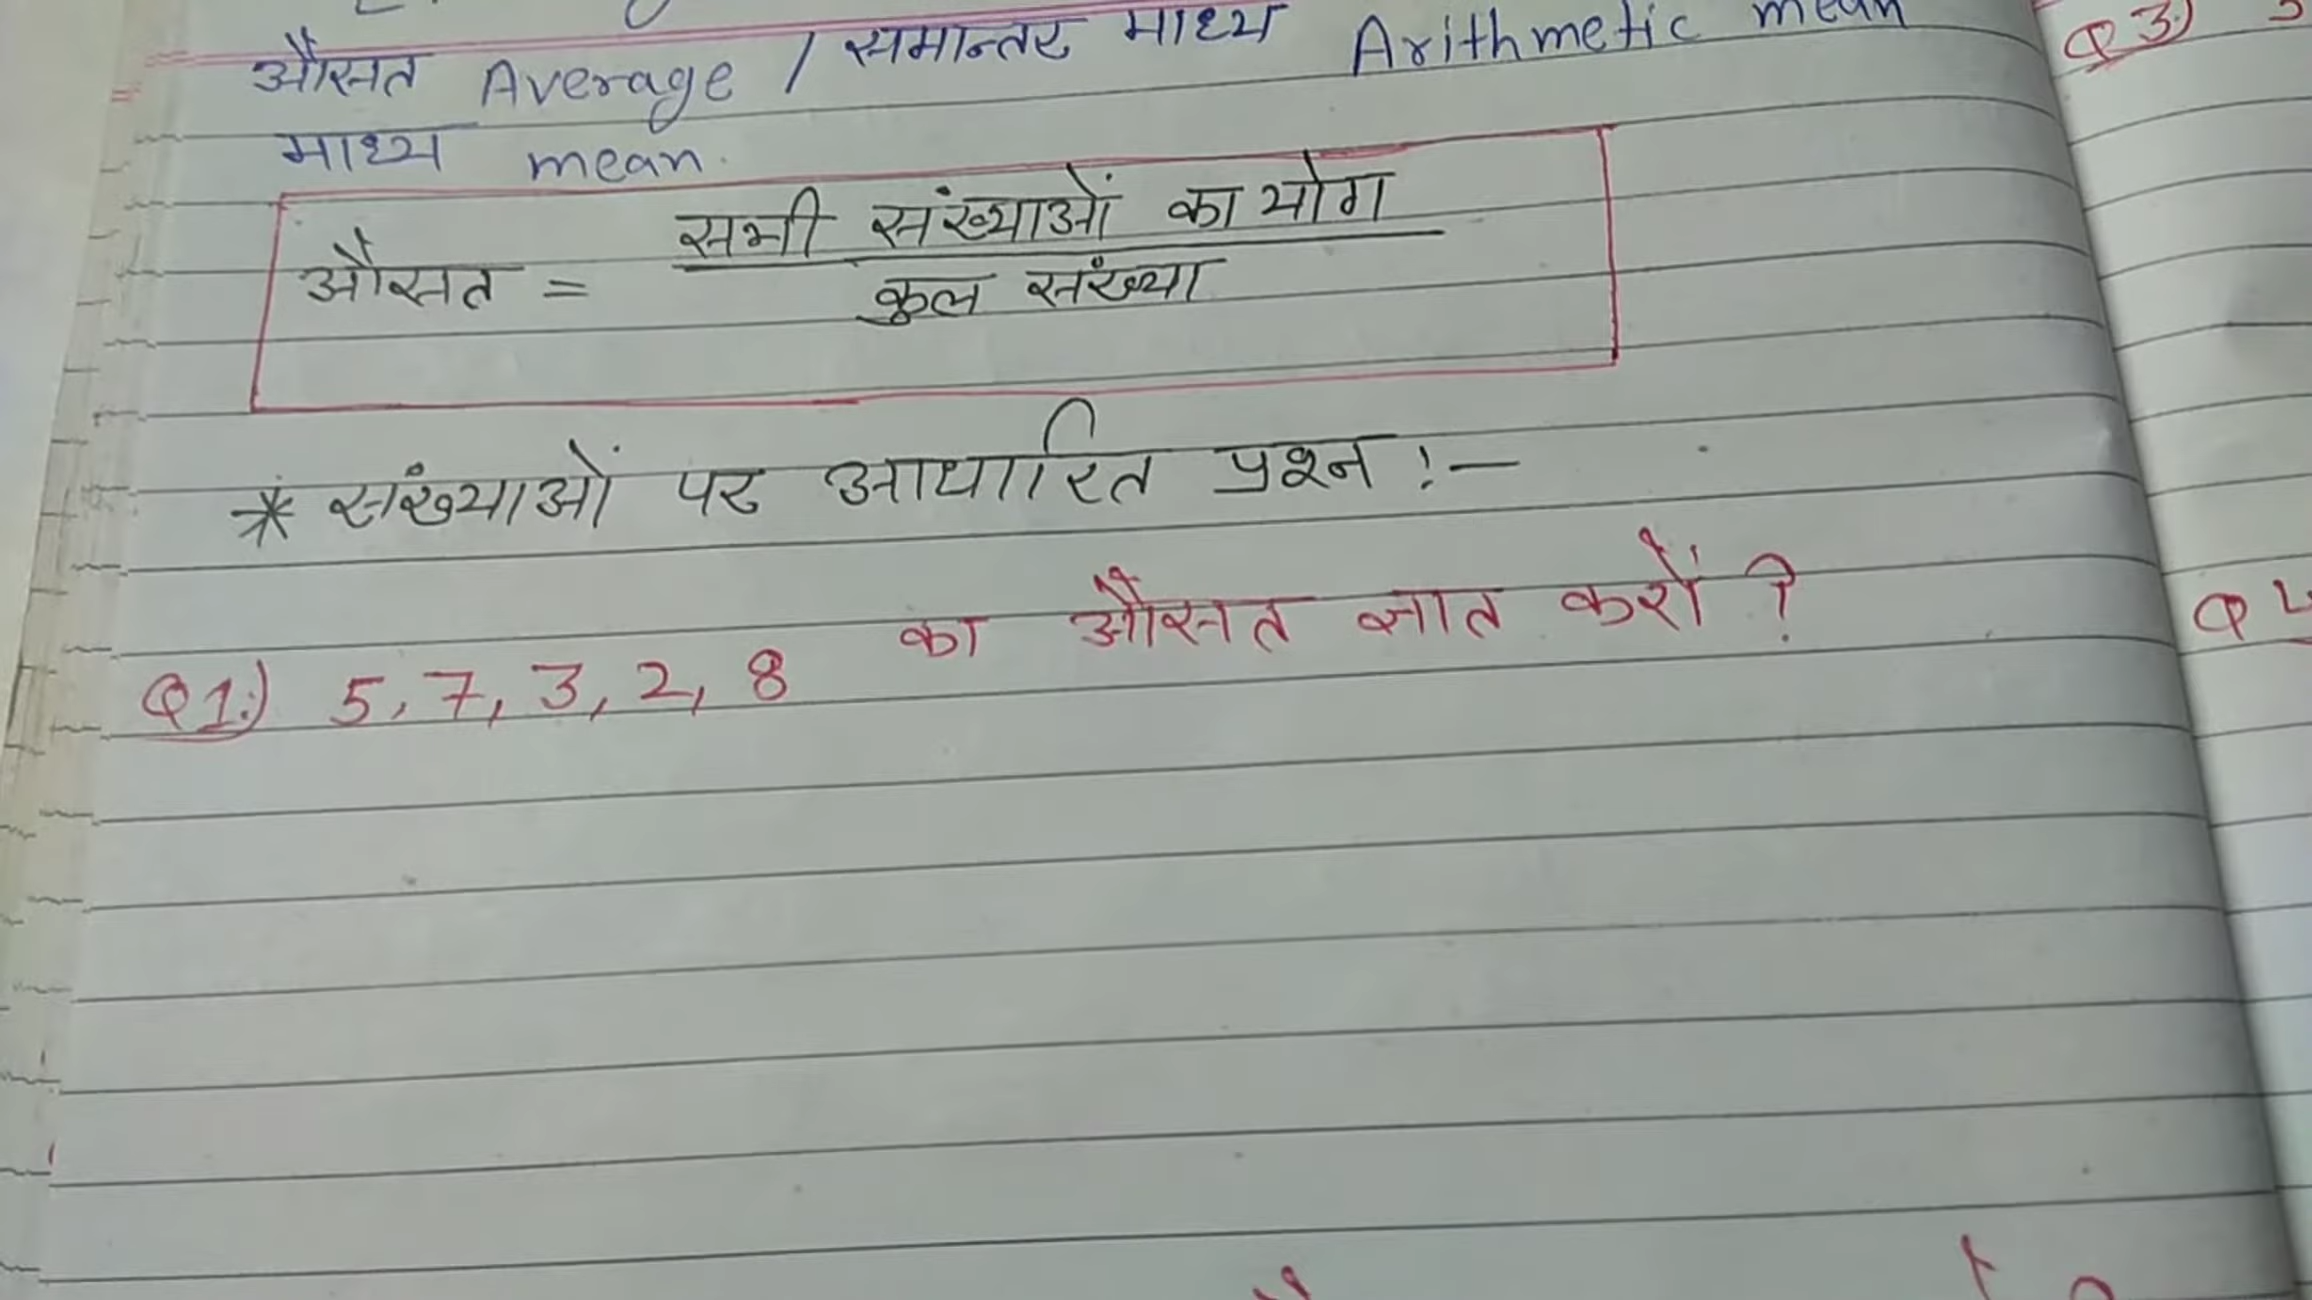 औसत Average / समान्तर माध्य Arithmetic mean
माध्य mean.
औसत = सभी संख्याओं का योग
कुल संख्या
* संख्याओं पर आधारित प्रश्न :-
Q1.) 5, 7, 3, 2, 8 का औसत ज्ञात करों ?
Q3)
Q4